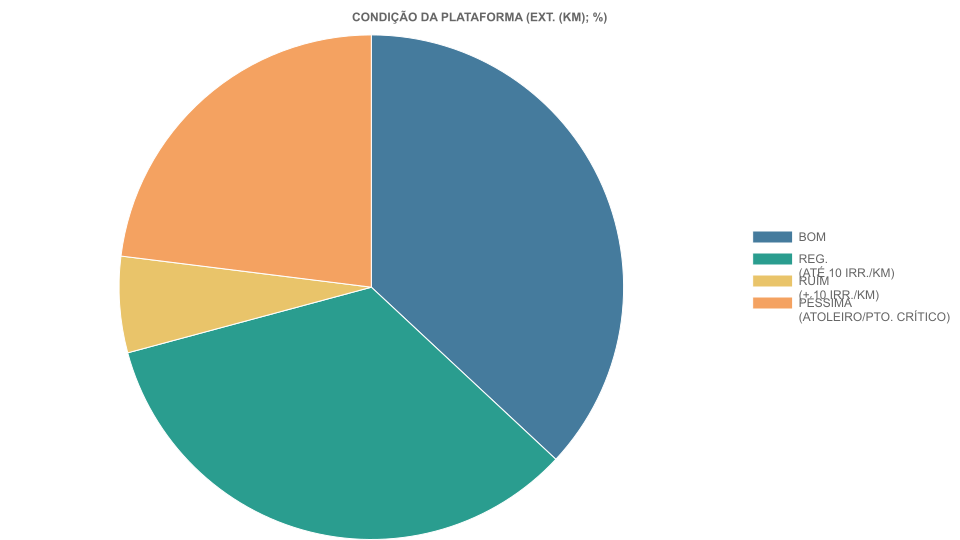 CONDIÇÃO DA PLATAFORMA (EXT. (KM); %)
BOM
REG.
(ATÉ 10 IRR./KM)
RUIM
(+ 10 IRR./KM)
PÉSSIMA
(ATOLEIRO/PTO. CRÍTICO)